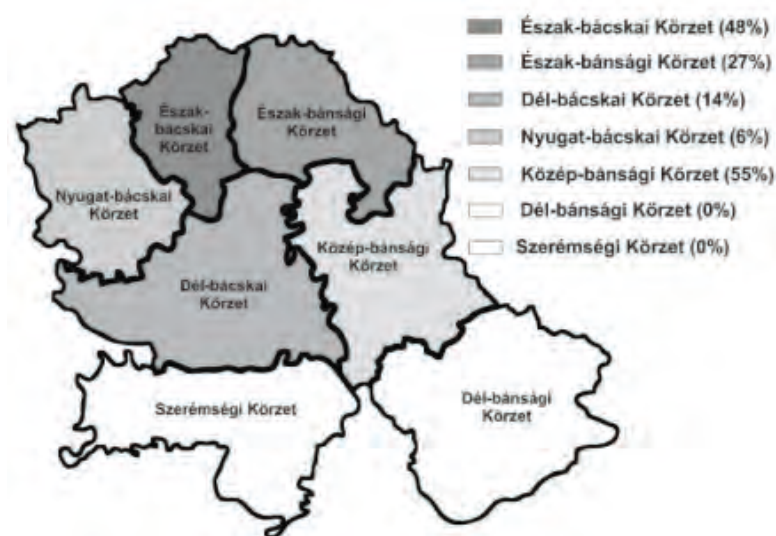 Észak-bácskai Körzet (48%)
Észak-bánsági Körzet (27%)
Dél-bácskai Körzet (14%)
Nyugat-bácskai Körzet (6%)
Közép-bánsági Körzet (55%)
Dél-bánsági Körzet (0%)
Szerémségi Körzet (0%)
Észak-
bácskai
Körzet
Észak-bánsági
Körzet
Nyugat-bácskai
Körzet
Közép-bánsági
Körzet
Dél-bácskai
Körzet
Szerémségi Körzet
Dél-bánsági
Körzet